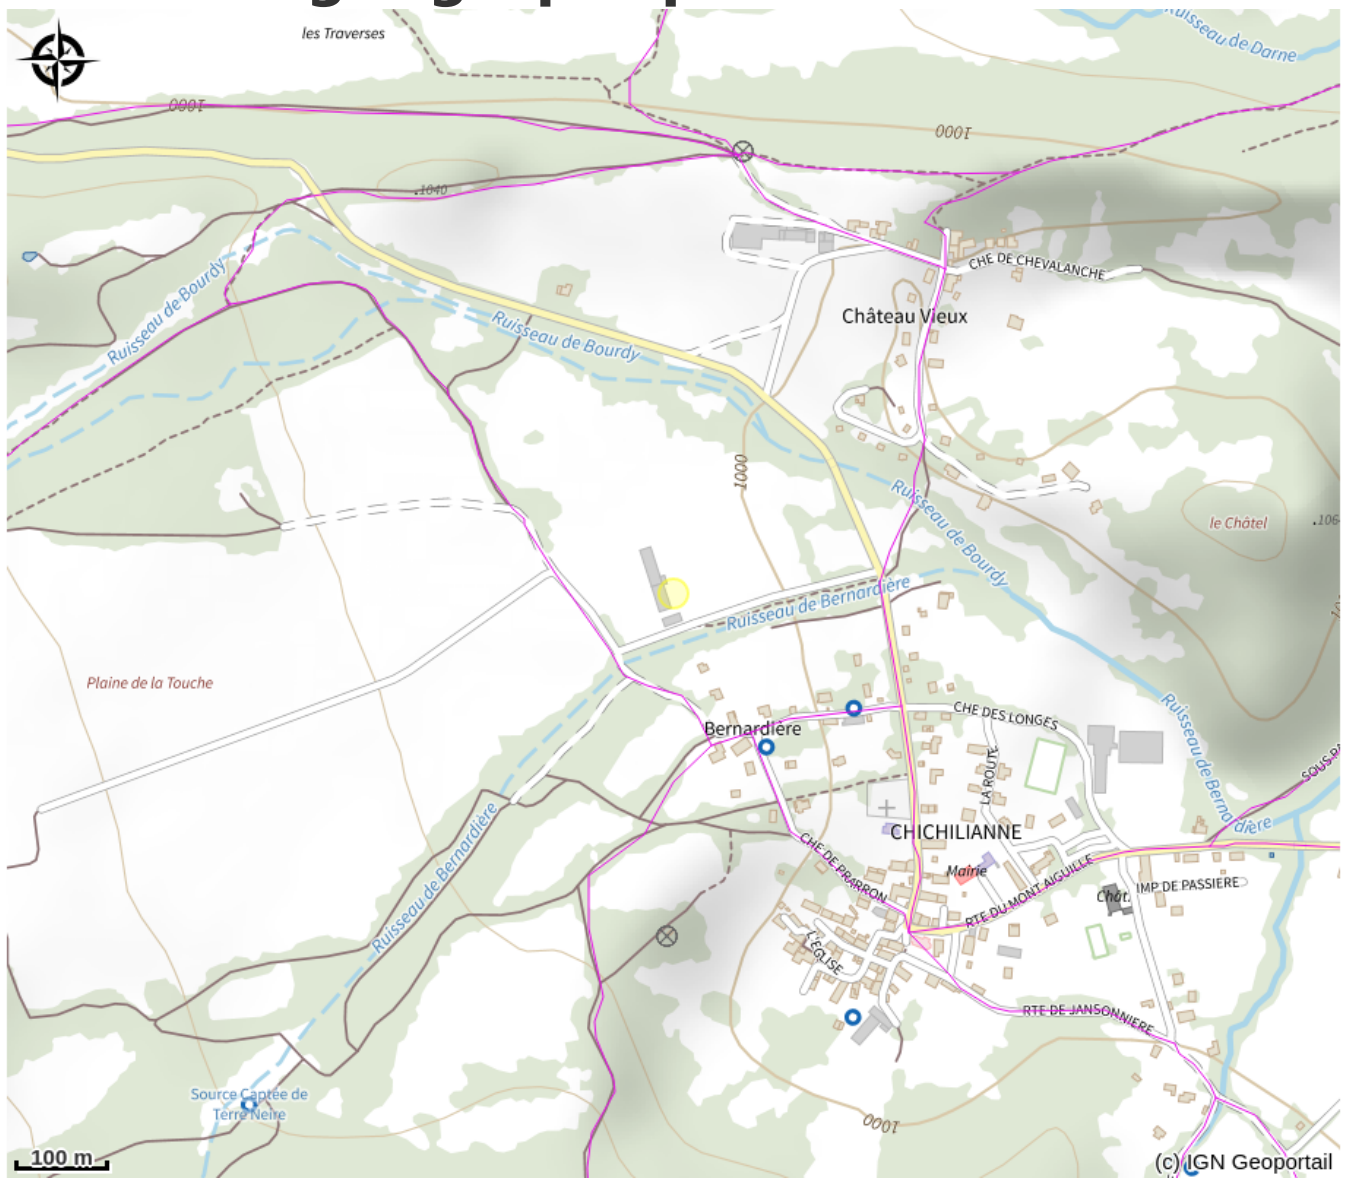 les Traverses
Ruisseau de Darne
1000
1000
.1040
CHE DE CHEVALANCHE
Ruisseau de Bourdy
Château Vieux
Ruisseau de Bourdy
1000
Ruisseau de Bourdy
le Châtel
Ruisseau de Bernardière
Plaine de la Touche
Bernardière
CHE DES LONGES
Ruisseau de Bernardière
LA ROUTE
CHICHILIANNE
CHE DE PRARRON
Mairie
RTE DU MONT AIGUILLE
Chât.
IMP DE PASSIERE
Ruisseau de Bernardière
L'EGLISE
RTE DE JANSONNIERE
Source Captée de
Terre Neire
1000
100 m
(c) IGN Geoportail